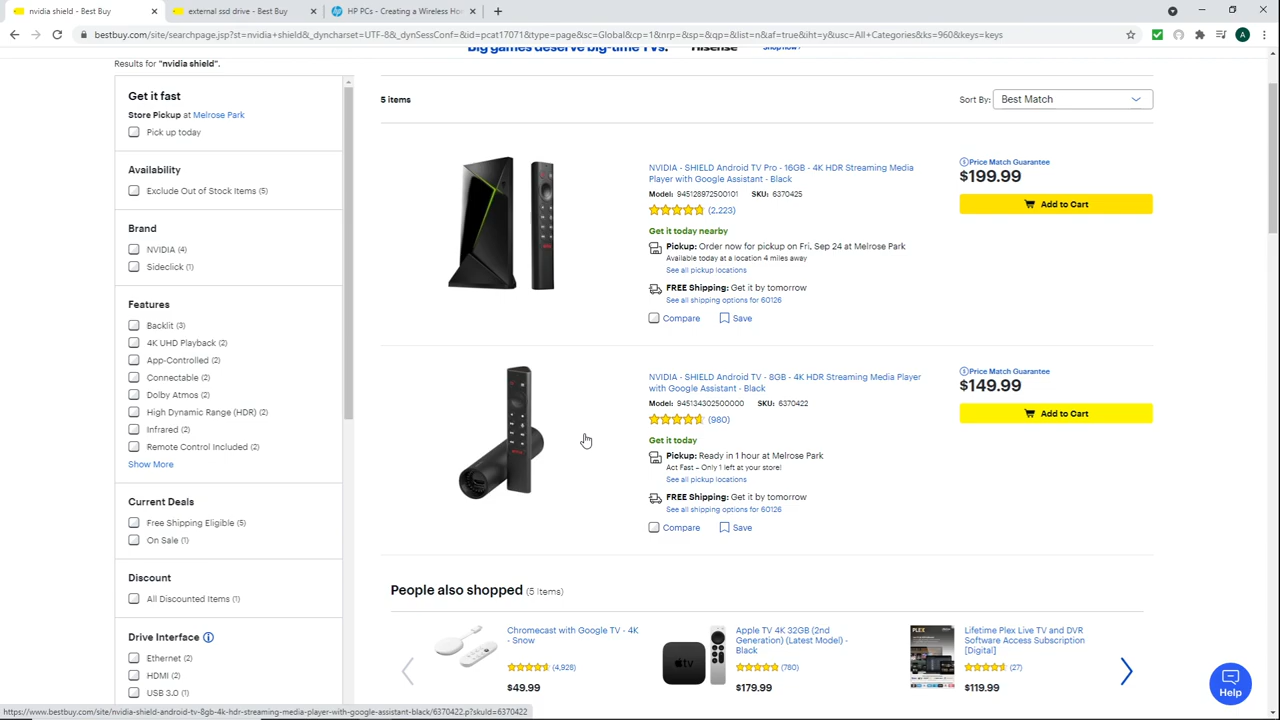 nvidia shield - Best Buy
external ssd drive - Best Buy
HP PCs - Creating a Wireless Ho
bestbuy.com/site/searchpage.jsp?st=nvidia+shield&_dyncharset=UTF-8&_dynSessConf=&id=pcat17071&type=page&sc=Global&cp=1&nrp=&sp=&qp=&list=n&af=true&iht=y&usc=All+Categories&ks=960&keys=keys
A
Big games deserve big-time TVs.
Hisense
Shop now
Results for "nvidia shield".
Get it fast
Store Pickup at Melrose Park
Pick up today
Availability
Exclude Out of Stock Items (5)
Brand
NVIDIA (4)
Sideclick (1)
Features
Backlit (3)
4K UHD Playback (2)
App-Controlled (2)
Connectable (2)
Dolby Atmos (2)
High Dynamic Range (HDR) (2)
Infrared (2)
Remote Control Included (2)
Show More
Current Deals
Free Shipping Eligible (5)
On Sale (1)
Discount
All Discounted Items (1)
Drive Interface
Ethernet (2)
HDMI (2)
USB 3.0 (1)
5 items
Sort By: Best Match
NVIDIA - SHIELD Android TV Pro - 16GB - 4K HDR Streaming Media
Player with Google Assistant - Black
Model: 945128972500101 SKU: 6370425
(2,223)
Get it today nearby
Pickup: Order now for pickup on Fri, Sep 24 at Melrose Park
Available today at a location 4 miles away
See all pickup locations
FREE Shipping: Get it by tomorrow
See all shipping options for 60126
Compare Save
Price Match Guarantee
$199.99
Add to Cart
NVIDIA - SHIELD Android TV - 8GB - 4K HDR Streaming Media Player
with Google Assistant - Black
Model: 945134302500000 SKU: 6370422
(980)
Get it today
Pickup: Ready in 1 hour at Melrose Park
Act Fast – Only 1 left at your store!
See all pickup locations
FREE Shipping: Get it by tomorrow
See all shipping options for 60126
Compare Save
Price Match Guarantee
$149.99
Add to Cart
People also shopped (5 items)
Chromecast with Google TV - 4K
- Snow
(4,928)
$49.99
tv
Apple TV 4K 32GB (2nd
Generation) (Latest Model) -
Black
(780)
$179.99
PLEX
Lifetime Plex Live TV and DVR
Software Access Subscription
[Digital]
(27)
$119.99
Help
https://www.bestbuy.com/site/nvidia-shield-android-tv-8gb-4k-hdr-streaming-media-player-with-google-assistant-black/6370422.p?skuId=6370422